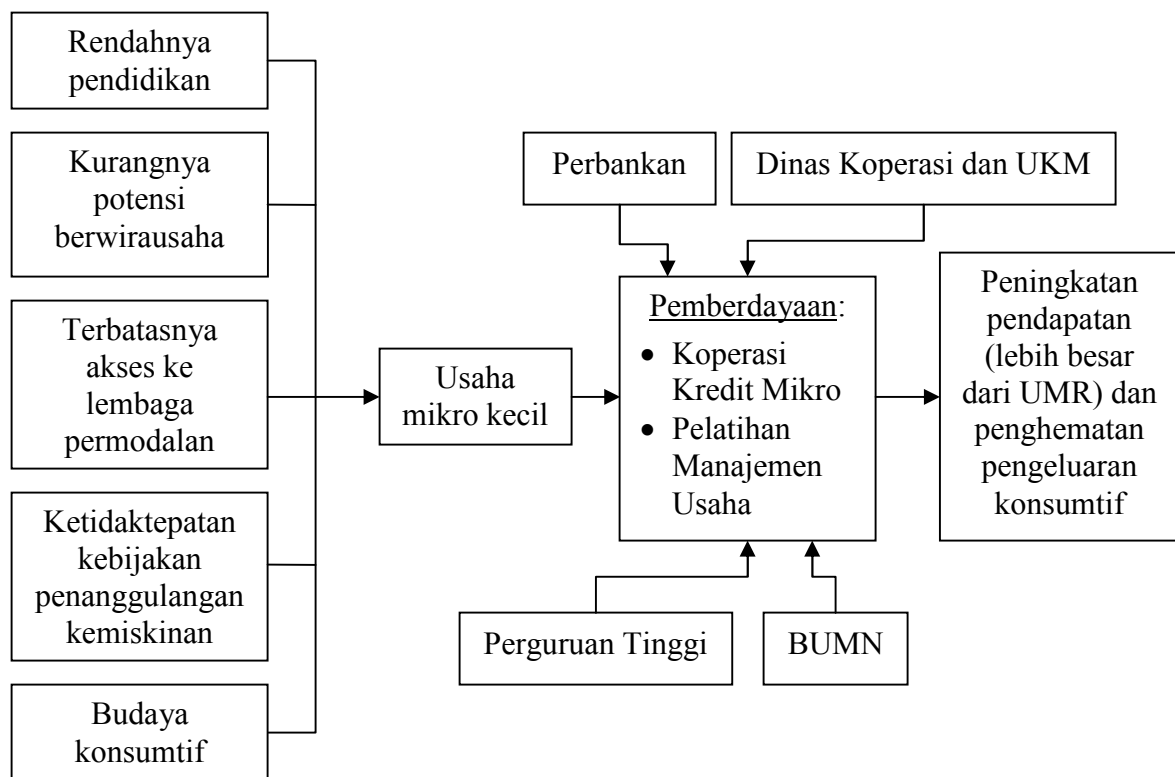 Rendahnya
pendidikan
Kurangnya
potensi
berwirausaha
Terbatasnya
akses ke
lembaga
permodalan
Ketidaktepatan
kebijakan
penanggulangan
kemiskinan
Budaya
konsumtif
Usaha
mikro kecil
Perbankan
Dinas Koperasi dan UKM
Pemberdayaan:
• Koperasi
Kredit Mikro
• Pelatihan
Manajemen
Usaha
Perguruan Tinggi
BUMN
Peningkatan
pendapatan
(lebih besar
dari UMR) dan
penghematan
pengeluaran
konsumtif